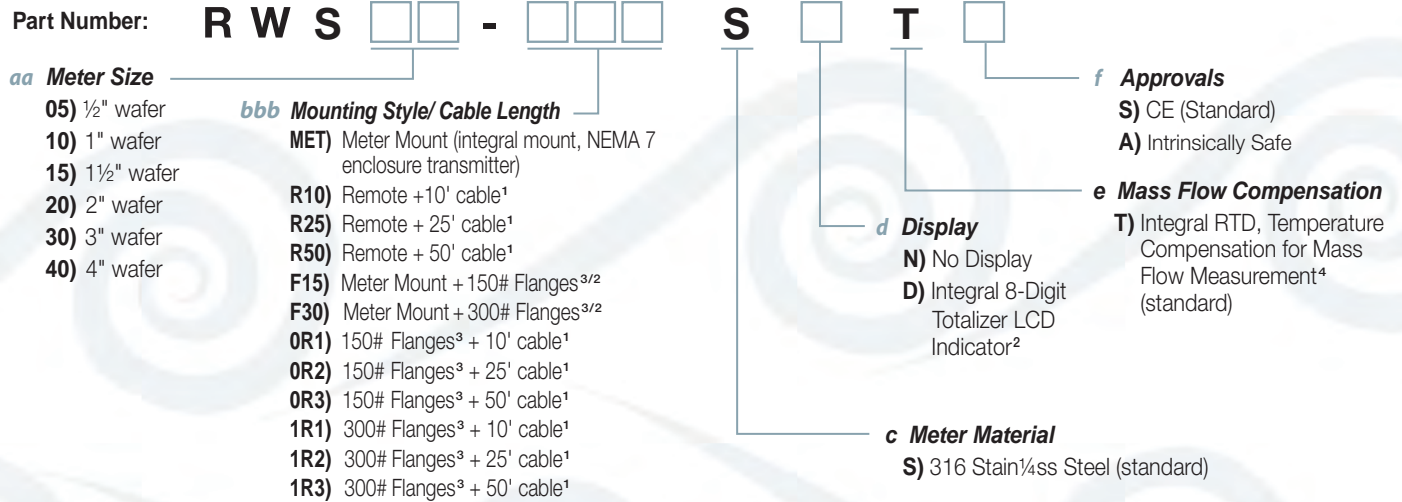 Part Number: R W S - S T
aa Meter Size
05) ½" wafer
10) 1" wafer
15) 1½" wafer
20) 2" wafer
30) 3" wafer
40) 4" wafer
bbb Mounting Style/ Cable Length
MET) Meter Mount (integral mount, NEMA 7
enclosure transmitter)
R10) Remote +10' cable¹
R25) Remote + 25' cable¹
R50) Remote + 50' cable¹
F15) Meter Mount + 150# Flanges³/²
F30) Meter Mount + 300# Flanges³/²
0R1) 150# Flanges³ + 10' cable¹
0R2) 150# Flanges³ + 25' cable¹
0R3) 150# Flanges³ + 50' cable¹
1R1) 300# Flanges³ + 10' cable¹
1R2) 300# Flanges³ + 25' cable¹
1R3) 300# Flanges³ + 50' cable¹
c Meter Material
S) 316 Stain¼ss Steel (standard)
d Display
N) No Display
D) Integral 8-Digit
Totalizer LCD
Indicator²
e Mass Flow Compensation
T) Integral RTD, Temperature
Compensation for Mass
Flow Measurement⁴
(standard)
f Approvals
S) CE (Standard)
A) Intrinsically Safe